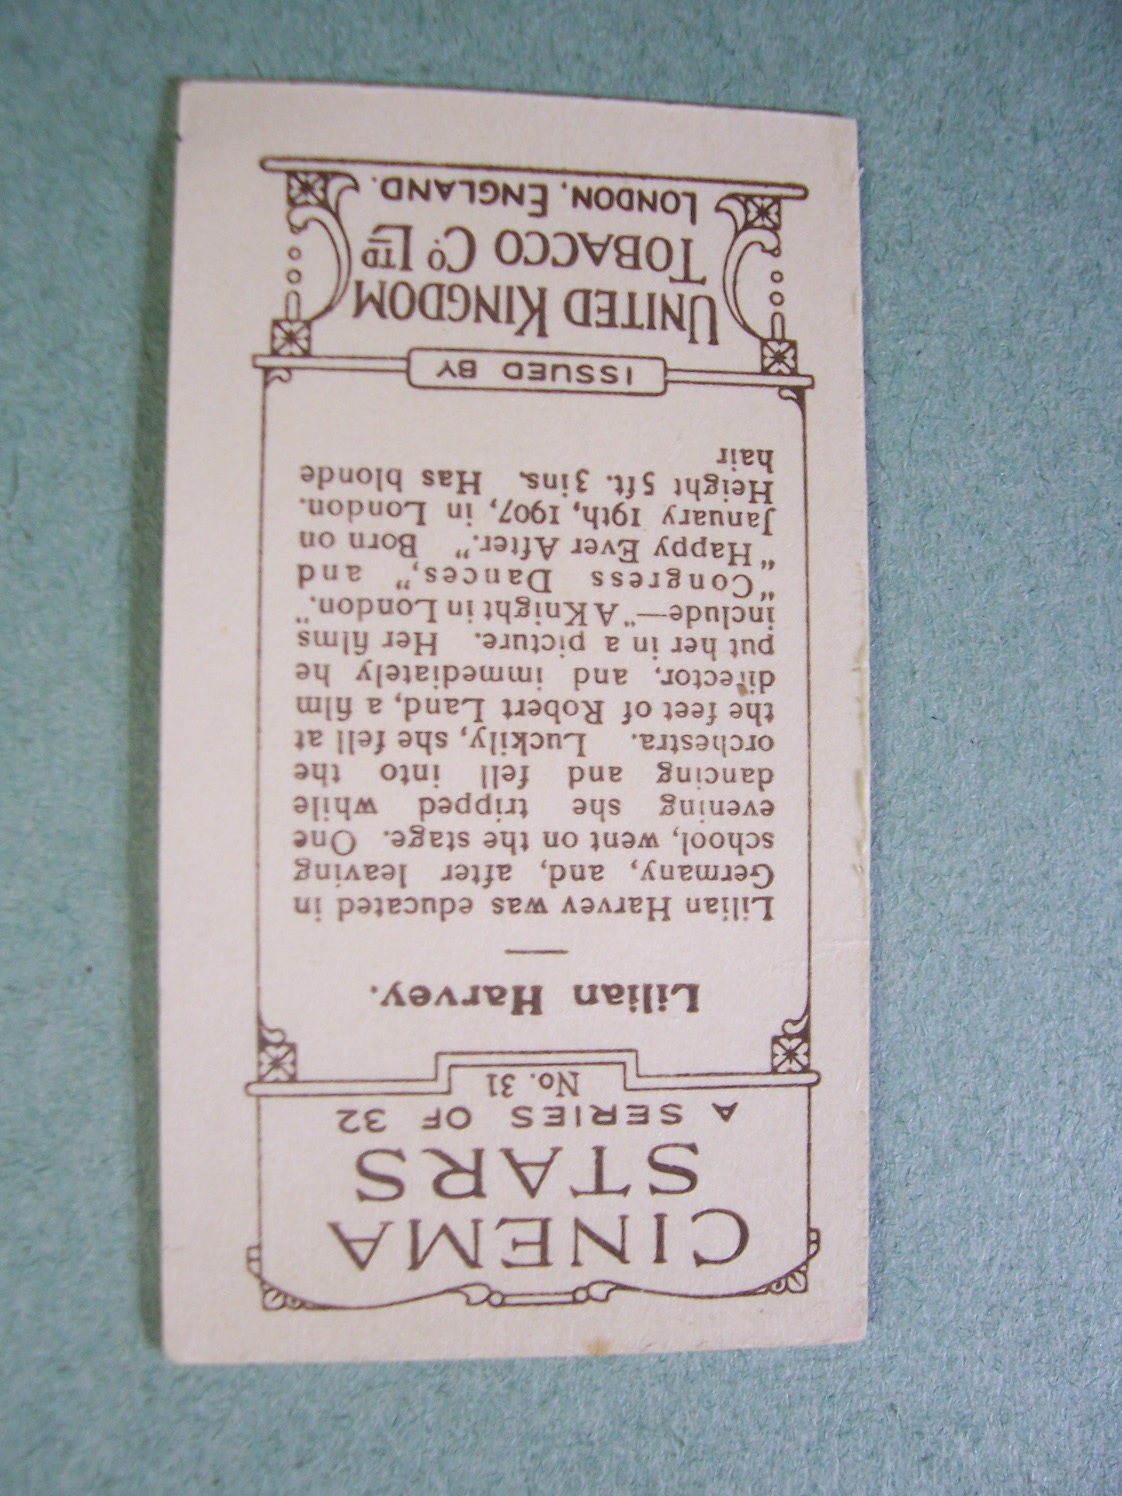 CINEMA
STARS
A SERIES OF 32
No. 31
Lilian Harvey.
Lilian Harvey was educated in
Germany, and, after leaving
school, went on the stage. One
evening she tripped while
dancing and fell into the
orchestra. Luckily, she fell at
the feet of Robert Land, a film
director, and immediately he
put her in a picture. Her films
include—"A Knight in London,"
"Congress Dances," and
"Happy Ever After." Born on
January 19th, 1907, in London.
Height 5ft. 3ins. Has blonde
hair
ISSUED BY
UNITED KINGDOM
TOBACCO Co. LTD
LONDON, ENGLAND.